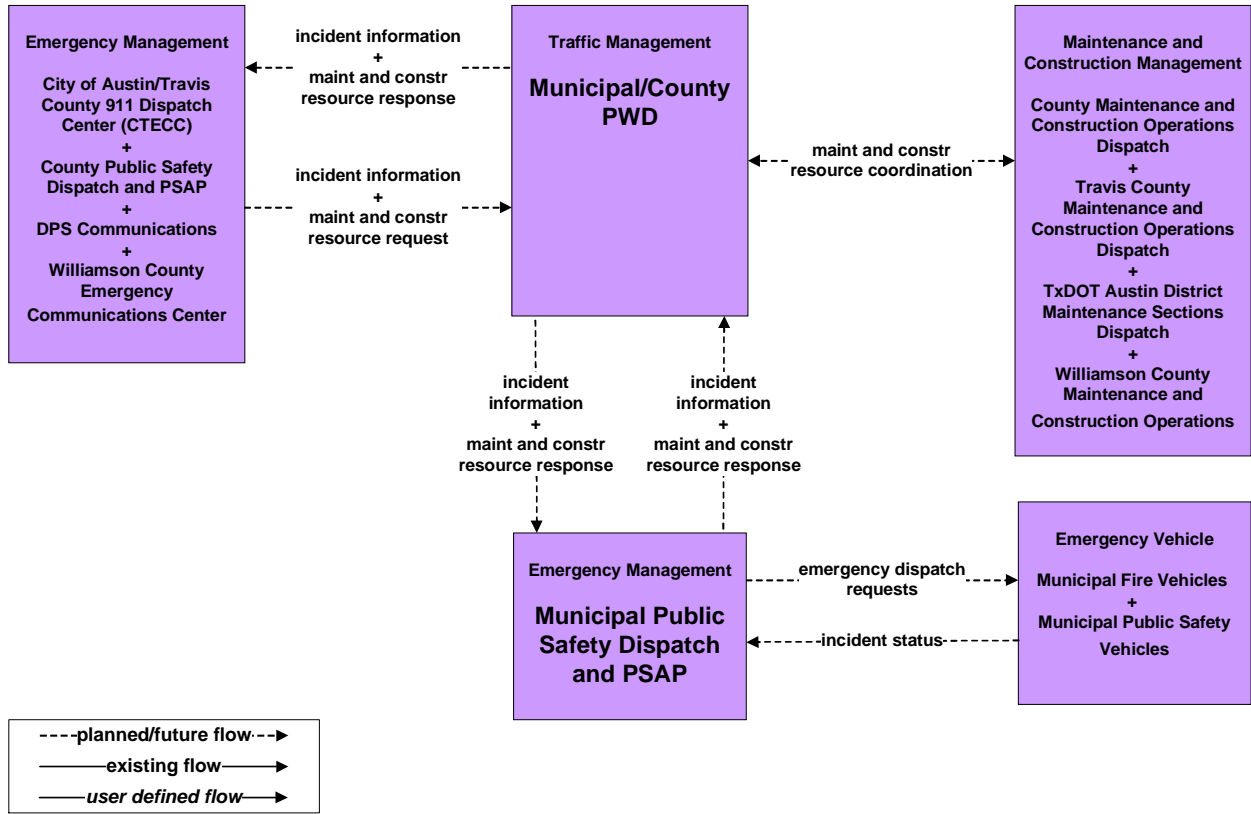 Emergency Management
City of Austin/Travis
County 911 Dispatch
Center (CTECC)
+
County Public Safety
Dispatch and PSAP
+
DPS Communications
+
Williamson County
Emergency
Communications Center
incident information
+
maint and constr
resource response
incident information
+
maint and constr
resource request
Traffic Management
Municipal/County
PWD
maint and constr
resource coordination
Maintenance and
Construction Management
County Maintenance and
Construction Operations
Dispatch
+
Travis County
Maintenance and
Construction Operations
Dispatch
+
TxDOT Austin District
Maintenance Sections
Dispatch
+
Williamson County
Maintenance and
Construction Operations
incident
information
+
maint and constr
resource response
incident
information
+
maint and constr
resource response
Emergency Management
Municipal Public
Safety Dispatch
and PSAP
emergency dispatch
requests
incident status
Emergency Vehicle
Municipal Fire Vehicles
+
Municipal Public Safety
Vehicles
planned/future flow
existing flow
user defined flow